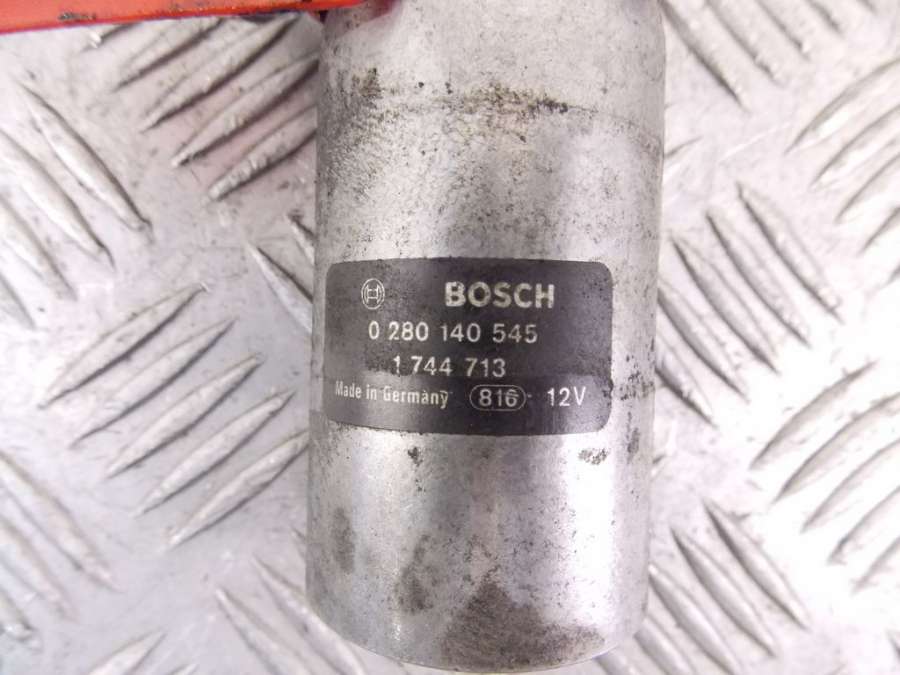 BOSCH
0 280 140 545
1 744 713
Made in Germany 816 12V